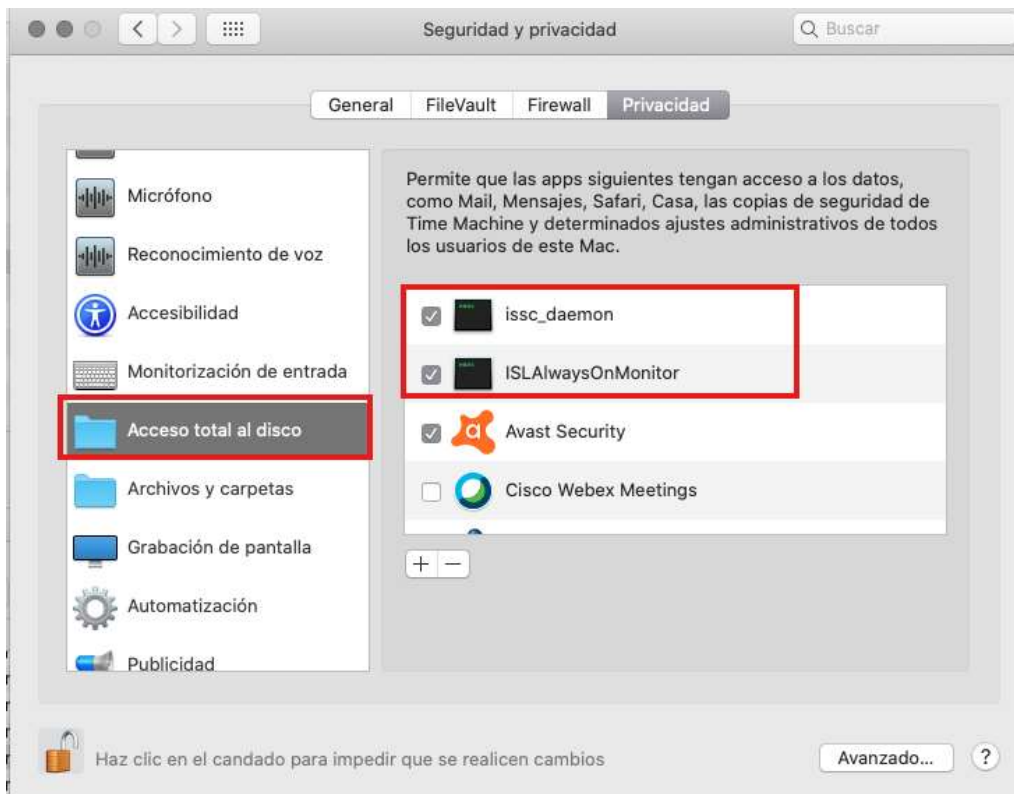 Seguridad y privacidad
Buscar
General
FileVault
Firewall
Privacidad
Micrófono
Reconocimiento de voz
Accesibilidad
Monitorización de entrada
Acceso total al disco
Archivos y carpetas
Grabación de pantalla
Automatización
Publicidad
Permite que las apps siguientes tengan acceso a los datos,
como Mail, Mensajes, Safari, Casa, las copias de seguridad de
Time Machine y determinados ajustes administrativos de todos
los usuarios de este Mac.
issc_daemon
ISLAlwaysOnMonitor
Avast Security
Cisco Webex Meetings
Haz clic en el candado para impedir que se realicen cambios
Avanzado...
?